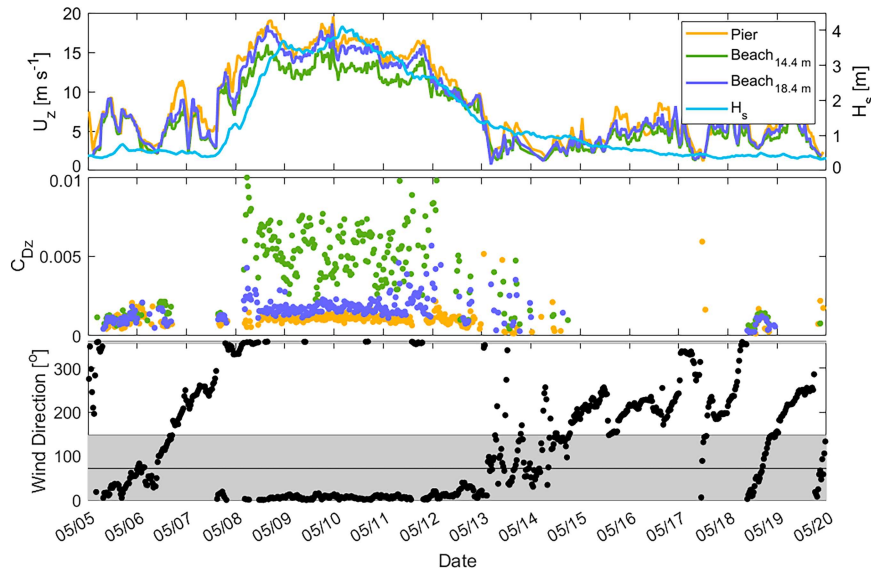 20
15
10
5
0
U_z [m s⁻¹]
4
3
2
1
0
H_s [m]
Pier
Beach_14.4 m
Beach_18.4 m
H_s
0.01
0.005
0
C_Dz
300
200
100
0
Wind Direction [°]
05/05 05/06 05/07 05/08 05/09 05/10 05/11 05/12 05/13 05/14 05/15 05/16 05/17 05/18 05/19 05/20
Date